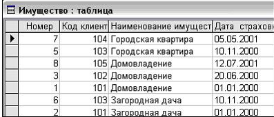 Имущество : таблица
Номер Код клиент Наименование имущест Дата страхов
7 104 Городская квартира 05.05.2001
5 103 Городская квартира 10.11.2000
8 105 Домовладение 12.07.2001
3 102 Домовладение 20.06.2000
1 101 Домовладение 01.01.2000
6 103 Загородная дача 10.11.2000
2 101 Загородная дача 01.01.2000